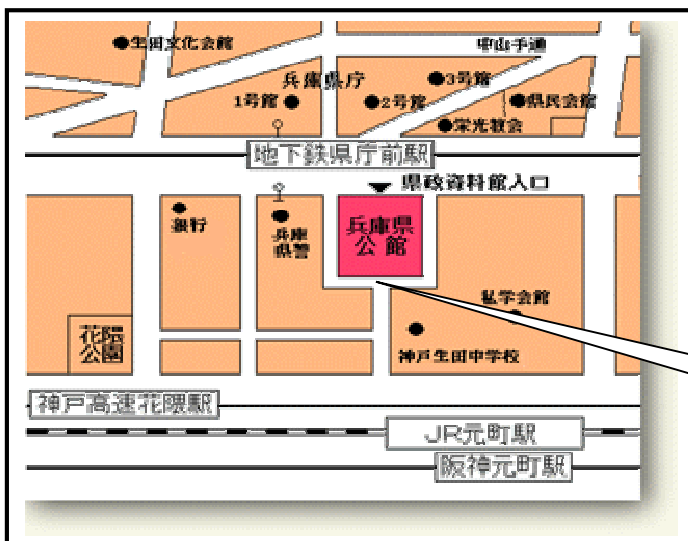 生田文化会館
中山手通
兵庫県庁
3号館
1号館
2号館
県民会館
栄光教会
地下鉄県庁前駅
県政資料館入口
銀行
兵庫
県警
兵庫県
公館
私学会館
花隈
公園
神戸生田中学校
神戸高速花隈駅
JR元町駅
阪神元町駅